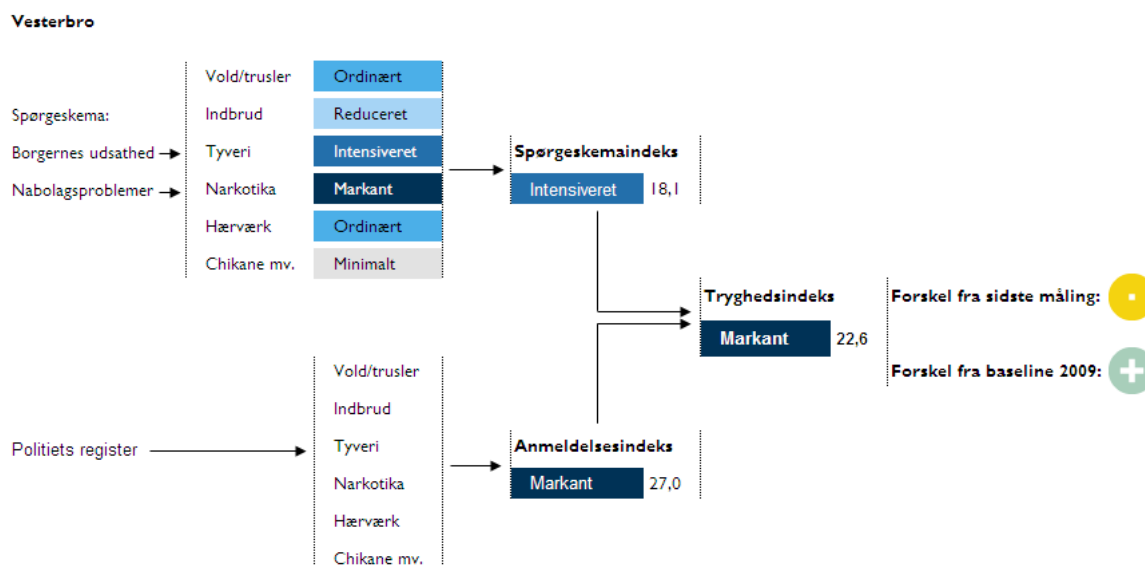 Vesterbro
Vold/trusler Ordinært
Spørgeskema: Indbrud Reduceret
Borgernes udsathed Tyveri Intensiveret Spørgeskemaindeks
Nabolagsproblemer Narkotika Markant Intensiveret 18,1
Hærværk Ordinært
Chikane mv. Minimalt
Tryghedsindeks Forskel fra sidste måling:
Markant 22,6
Vold/trusler Forskel fra baseline 2009:
Indbrud
Politiets register Tyveri Anmeldelsesindeks
Narkotika Markant 27,0
Hærværk
Chikane mv.